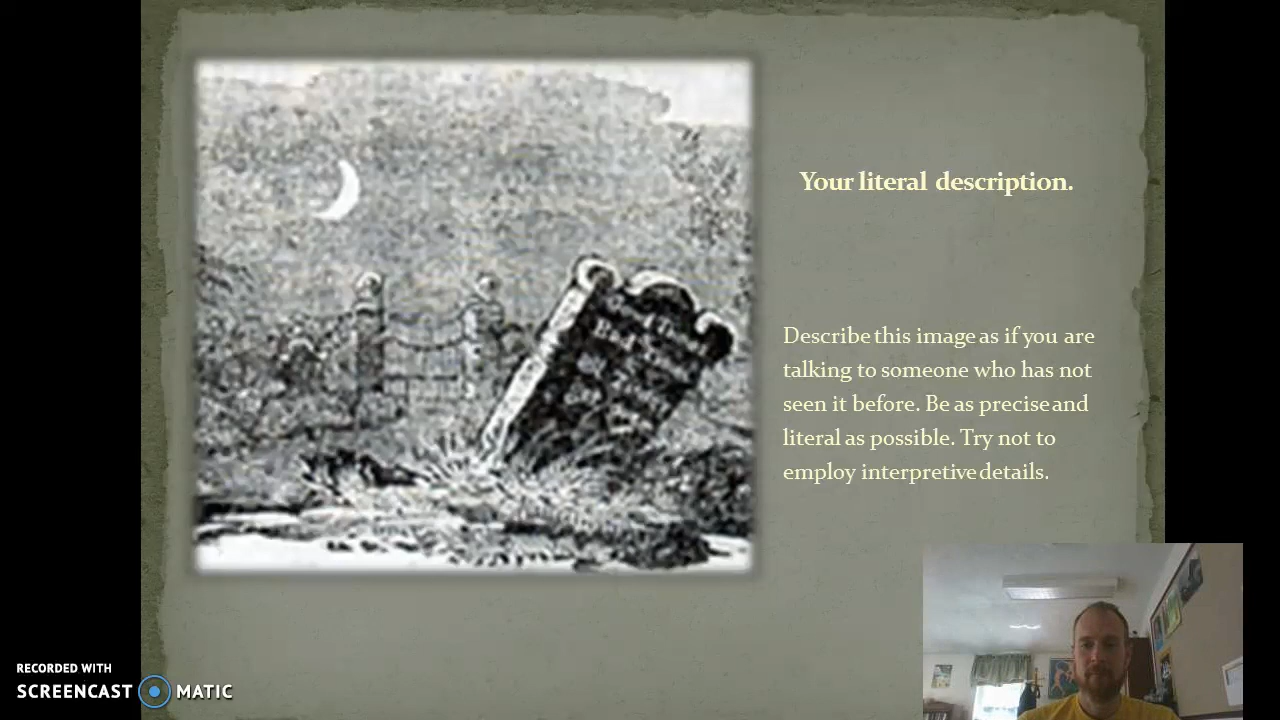 Your literal description.
Describe this image as if you are
talking to someone who has not
seen it before. Be as precise and
literal as possible. Try not to
employ interpretive details.
RECORDED WITH
SCREENCAST MATIC